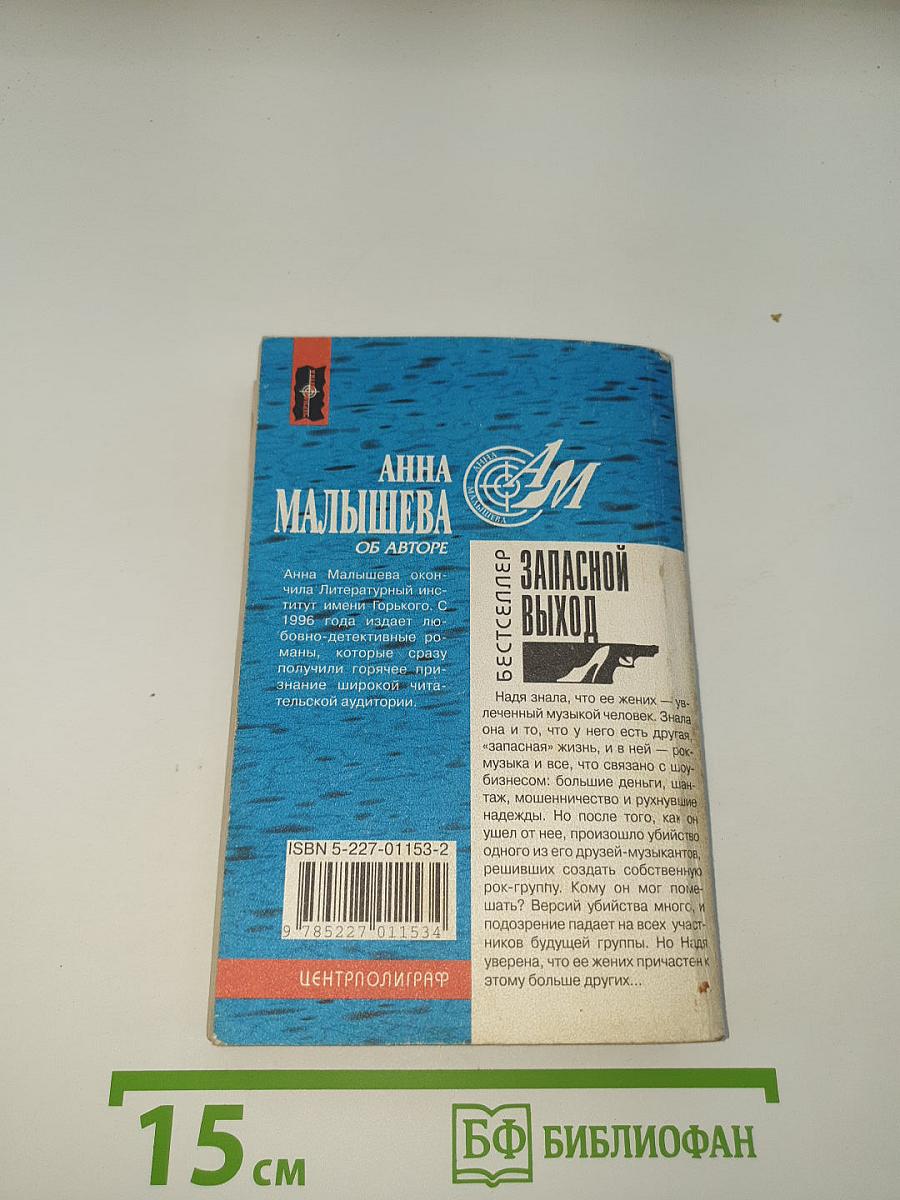 АННА
МАЛЫШЕВА
ОБ АВТОРЕ
Анна Малышева окон-
чила Литературный инс-
титут имени Горького. С
1996 года издает лю-
бовно-детективные ро-
маны, которые сразу
получили горячее при-
знание широкой чита-
тельской аудитории.
АННА
АМ
МАЛЫШЕВА
БЕСТСЕЛЛЕР
ЗАПАСНОЙ
ВЫХОД
Надя знала, что ее жених — ув-
леченный музыкой человек. Знала
она и то, что у него есть другая,
«запасная» жизнь, и в ней — рок-
музыка и все, что связано с шоу-
бизнесом: большие деньги, шан-
таж, мошенничество и рухнувшие
надежды. Но после того, как он
ушел от нее, произошло убийство
одного из его друзей-музыкантов,
решивших создать собственную
рок-группу. Кому он мог поме-
шать? Версий убийства много, и
подозрение падает на всех участ-
ников будущей группы. Но Надя
уверена, что ее жених причастен к
этому больше других...
ISBN 5-227-01153-2
9 785227 011534
ЦЕНТРПОЛИГРАФ
15 см
БФ БИБЛИОФАН